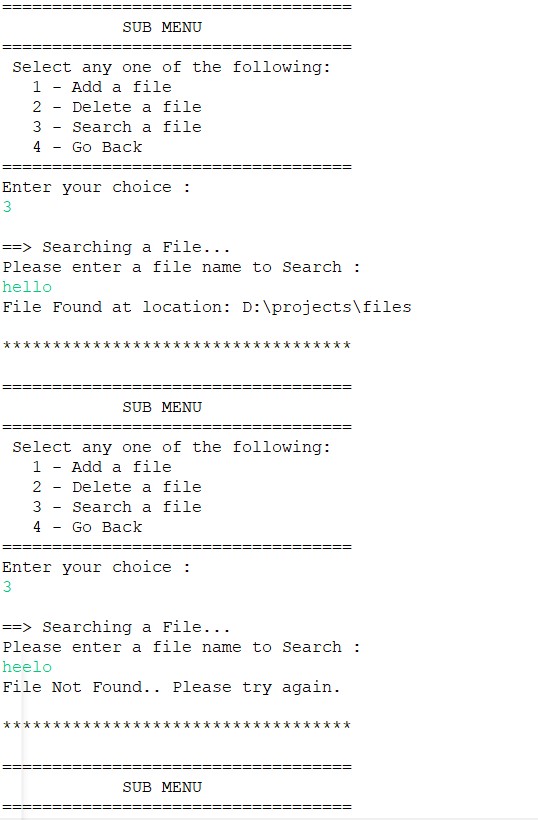 ===================================
SUB MENU
===================================
Select any one of the following:
1 - Add a file
2 - Delete a file
3 - Search a file
4 - Go Back
===================================
Enter your choice :
3
==> Searching a File...
Please enter a file name to Search :
hello
File Found at location: D:\projects\files
***********************************
===================================
SUB MENU
===================================
Select any one of the following:
1 - Add a file
2 - Delete a file
3 - Search a file
4 - Go Back
===================================
Enter your choice :
3
==> Searching a File...
Please enter a file name to Search :
heelo
File Not Found.. Please try again.
***********************************
===================================
SUB MENU
===================================